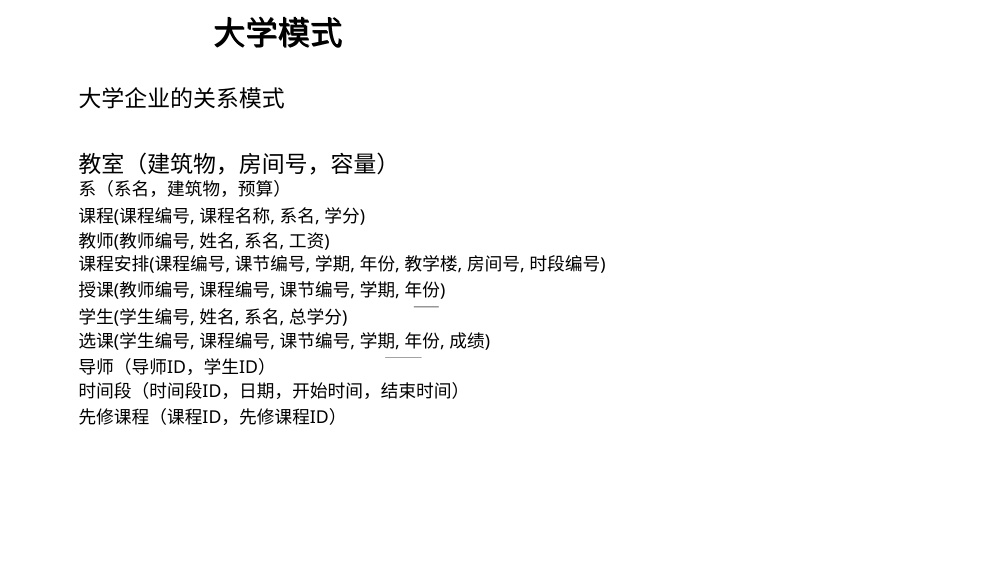 大学模式
大学企业的关系模式
教室（建筑物，房间号，容量）
系（系名，建筑物，预算）
课程(课程编号, 课程名称, 系名, 学分)
教师(教师编号, 姓名, 系名, 工资)
课程安排(课程编号, 课节编号, 学期, 年份, 教学楼, 房间号, 时段编号)
授课(教师编号, 课程编号, 课节编号, 学期, 年份)
学生(学生编号, 姓名, 系名, 总学分)
选课(学生编号, 课程编号, 课节编号, 学期, 年份, 成绩)
导师（导师ID，学生ID）
时间段（时间段ID，日期，开始时间，结束时间）
先修课程（课程ID，先修课程ID）